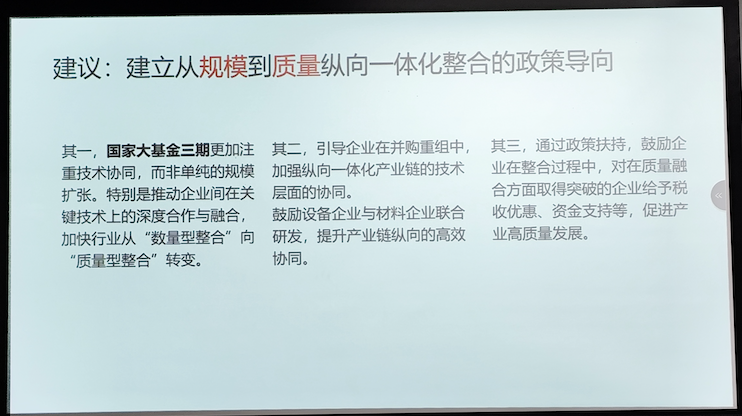 建议：建立从规模到质量纵向一体化整合的政策导向
其一，国家大基金三期更加注
重技术协同，而非单纯的规模
扩张。特别是推动企业间在关
键技术上的深度合作与融合，
加快行业从“数量型整合”向
“质量型整合”转变。
其二，引导企业在并购重组中，
加强纵向一体化产业链的技术
层面的协同。
鼓励设备企业与材料企业联合
研发，提升产业链纵向的高效
协同。
其三，通过政策扶持，鼓励企
业在整合过程中，对在质量融
合方面取得突破的企业给予税
收优惠、资金支持等，促进产
业高质量发展。